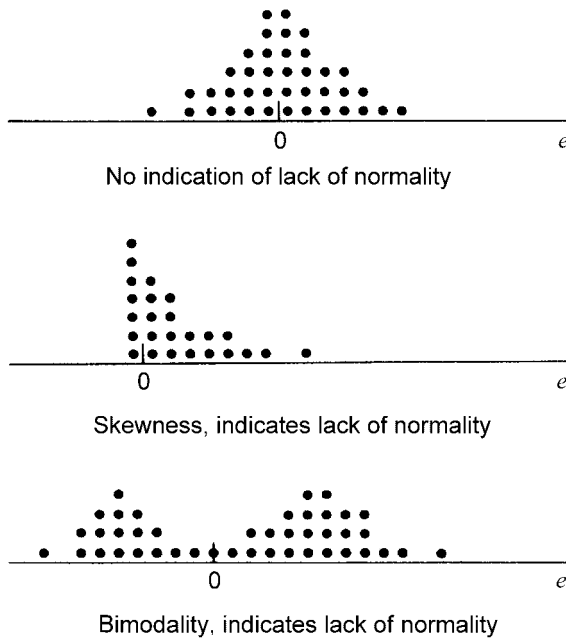 0
e
No indication of lack of normality
0
e
Skewness, indicates lack of normality
0
e
Bimodality, indicates lack of normality